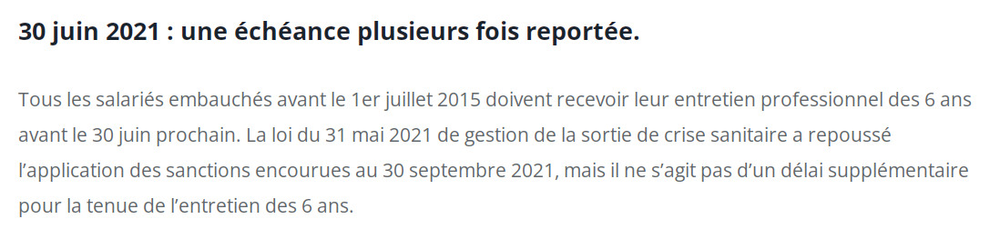 30 juin 2021 : une échéance plusieurs fois reportée.
Tous les salariés embauchés avant le 1er juillet 2015 doivent recevoir leur entretien professionnel des 6 ans
avant le 30 juin prochain. La loi du 31 mai 2021 de gestion de la sortie de crise sanitaire a repoussé
l’application des sanctions encourues au 30 septembre 2021, mais il ne s’agit pas d’un délai supplémentaire
pour la tenue de l’entretien des 6 ans.